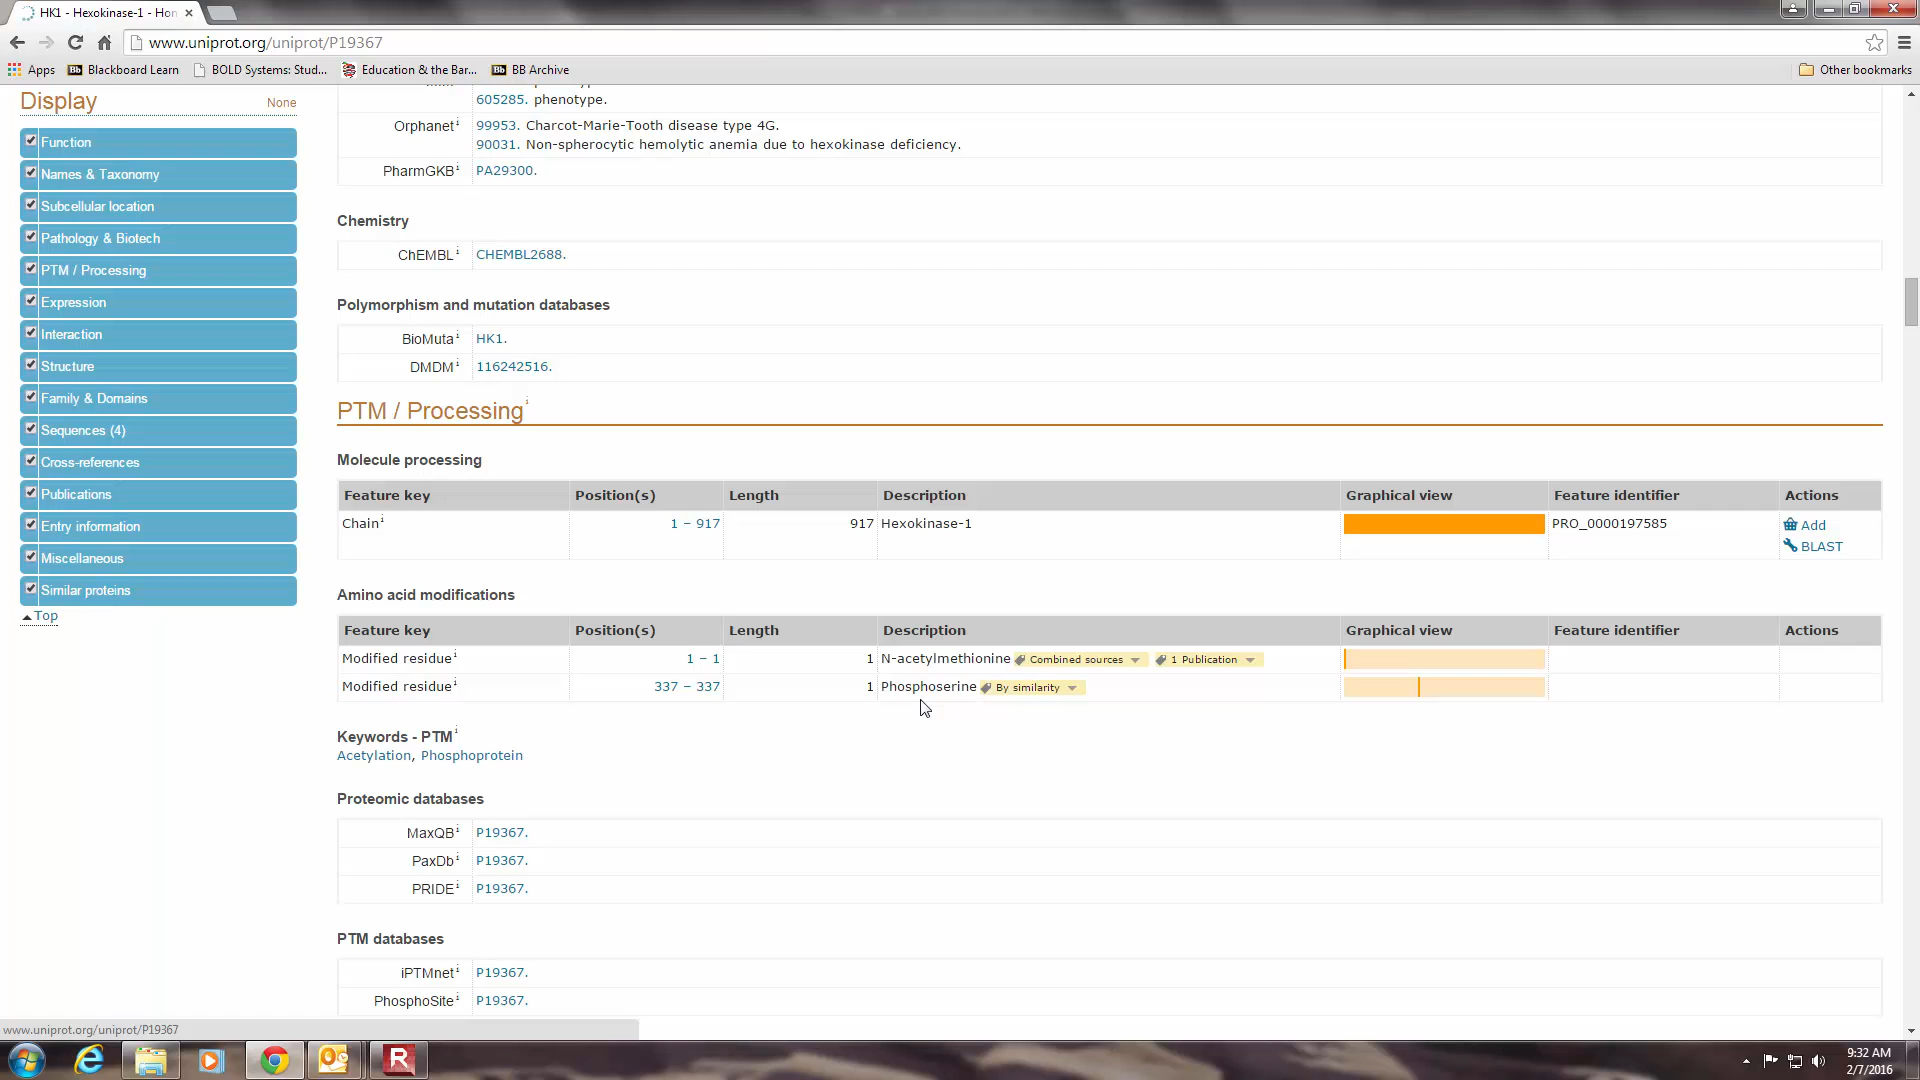 HK1 - Hexokinase-1 - Hon
www.uniprot.org/uniprot/P19367
Apps Blackboard Learn BOLD Systems: Stud... Education & the Bar... BB Archive Other bookmarks
Display None
Function
Names & Taxonomy
Subcellular location
Pathology & Biotech
PTM / Processing
Expression
Interaction
Structure
Family & Domains
Sequences (4)
Cross-references
Publications
Entry information
Miscellaneous
Similar proteins
Top
605285. phenotype.
Orphanet i 99953. Charcot-Marie-Tooth disease type 4G.
90031. Non-spherocytic hemolytic anemia due to hexokinase deficiency.
PharmGKB PA29300.
Chemistry
ChEMBL i CHEMBL2688.
Polymorphism and mutation databases
BioMuta i HK1.
DMDM i 116242516.
PTM / Processing i
Molecule processing
Feature key Position(s) Length Description Graphical view Feature identifier Actions
Chain i 1 – 917 917 Hexokinase-1 PRO_0000197585 Add
BLAST
Amino acid modifications
Feature key Position(s) Length Description Graphical view Feature identifier Actions
Modified residue i 1 – 1 1 N-acetylmethionine Combined sources 1 Publication
Modified residue i 337 – 337 1 Phosphoserine By similarity
Keywords - PTM i
Acetylation, Phosphoprotein
Proteomic databases
MaxQB i P19367.
PaxDb i P19367.
PRIDE i P19367.
PTM databases
iPTMnet i P19367.
PhosphoSite i P19367.
www.uniprot.org/uniprot/P19367
9:32 AM
2/7/2016